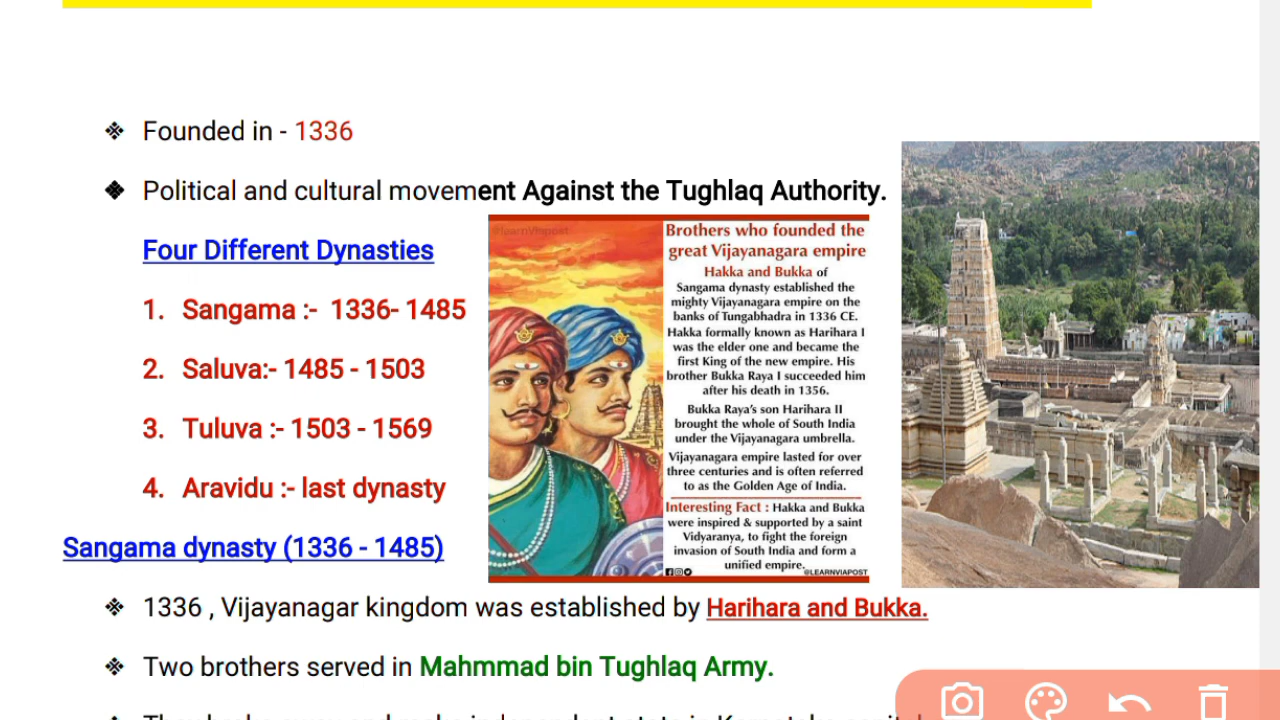 Founded in - 1336
Political and cultural movement Against the Tughlaq Authority.
Four Different Dynasties
1. Sangama :- 1336- 1485
2. Saluva:- 1485 - 1503
3. Tuluva :- 1503 - 1569
4. Aravidu :- last dynasty
@learnViapost
Brothers who founded the
great Vijayanagara empire
Hakka and Bukka of
Sangama dynasty established the
mighty Vijayanagara empire on the
banks of Tungabhadra in 1336 CE.
Hakka formally known as Harihara I
was the elder one and became the
first King of the new empire. His
brother Bukka Raya I succeeded him
after his death in 1356.
Bukka Raya's son Harihara II
brought the whole of South India
under the Vijayanagara umbrella.
Vijayanagara empire lasted for over
three centuries and is often referred
to as the Golden Age of India.
Interesting Fact : Hakka and Bukka
were inspired & supported by a saint
Vidyaranya, to fight the foreign
invasion of South India and form a
unified empire.
@LEARNVIAPOST
Sangama dynasty (1336 - 1485)
1336 , Vijayanagar kingdom was established by Harihara and Bukka.
Two brothers served in Mahmmad bin Tughlaq Army.